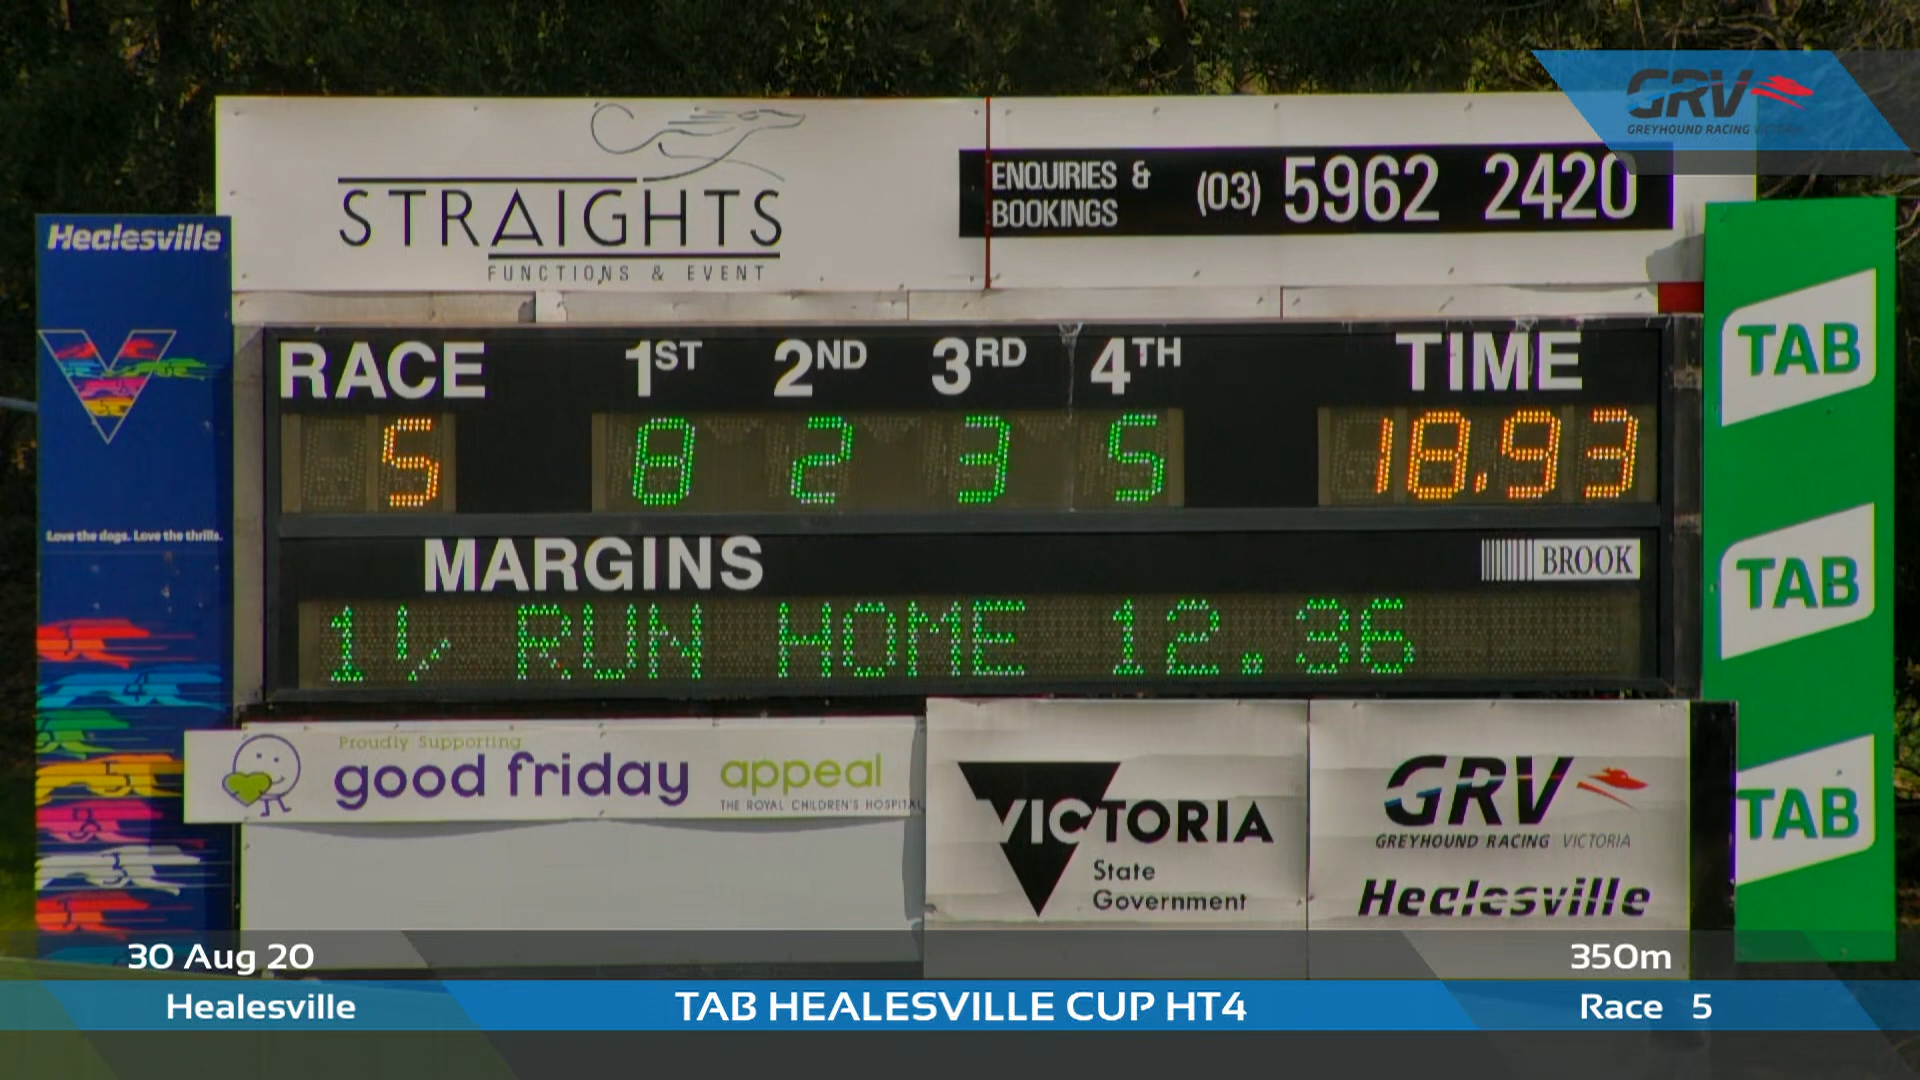 GRV
GREYHOUND RACING
STRAIGHTS
FUNCTIONS & EVENT
ENQUIRIES &
BOOKINGS
(03) 5962 2420
Healesville
Love the dogs. Love the thrills.
RACE 1ST 2ND 3RD 4TH TIME
5 8 2 3 5 18.93
MARGINS
BROOK
RUN HOME 12.36
TAB
TAB
TAB
Proudly Supporting
good friday appeal
THE ROYAL CHILDREN'S HOSPITAL
VICTORIA
State
Government
GRV
GREYHOUND RACING VICTORIA
Healesville
30 Aug 20
350m
Healesville
TAB HEALESVILLE CUP HT4
Race 5